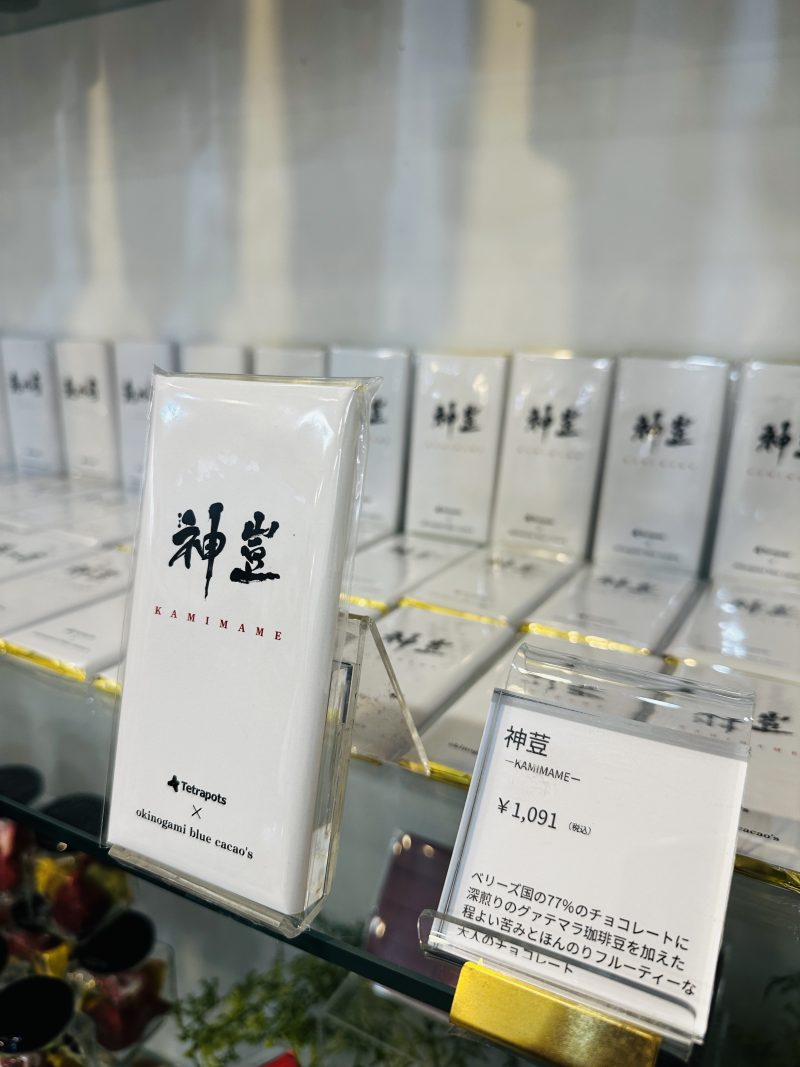 神豈
KAMIMAME
Tetrapots
×
okinogami blue cacao's
神荳
—KAMIMAME—
¥1,091 (税込)
ベリーズ国の77%のチョコレートに
深煎りのグァテマラ珈琲豆を加えた
程よい苦みとほんのりフルーティーな
大人のチョコレート